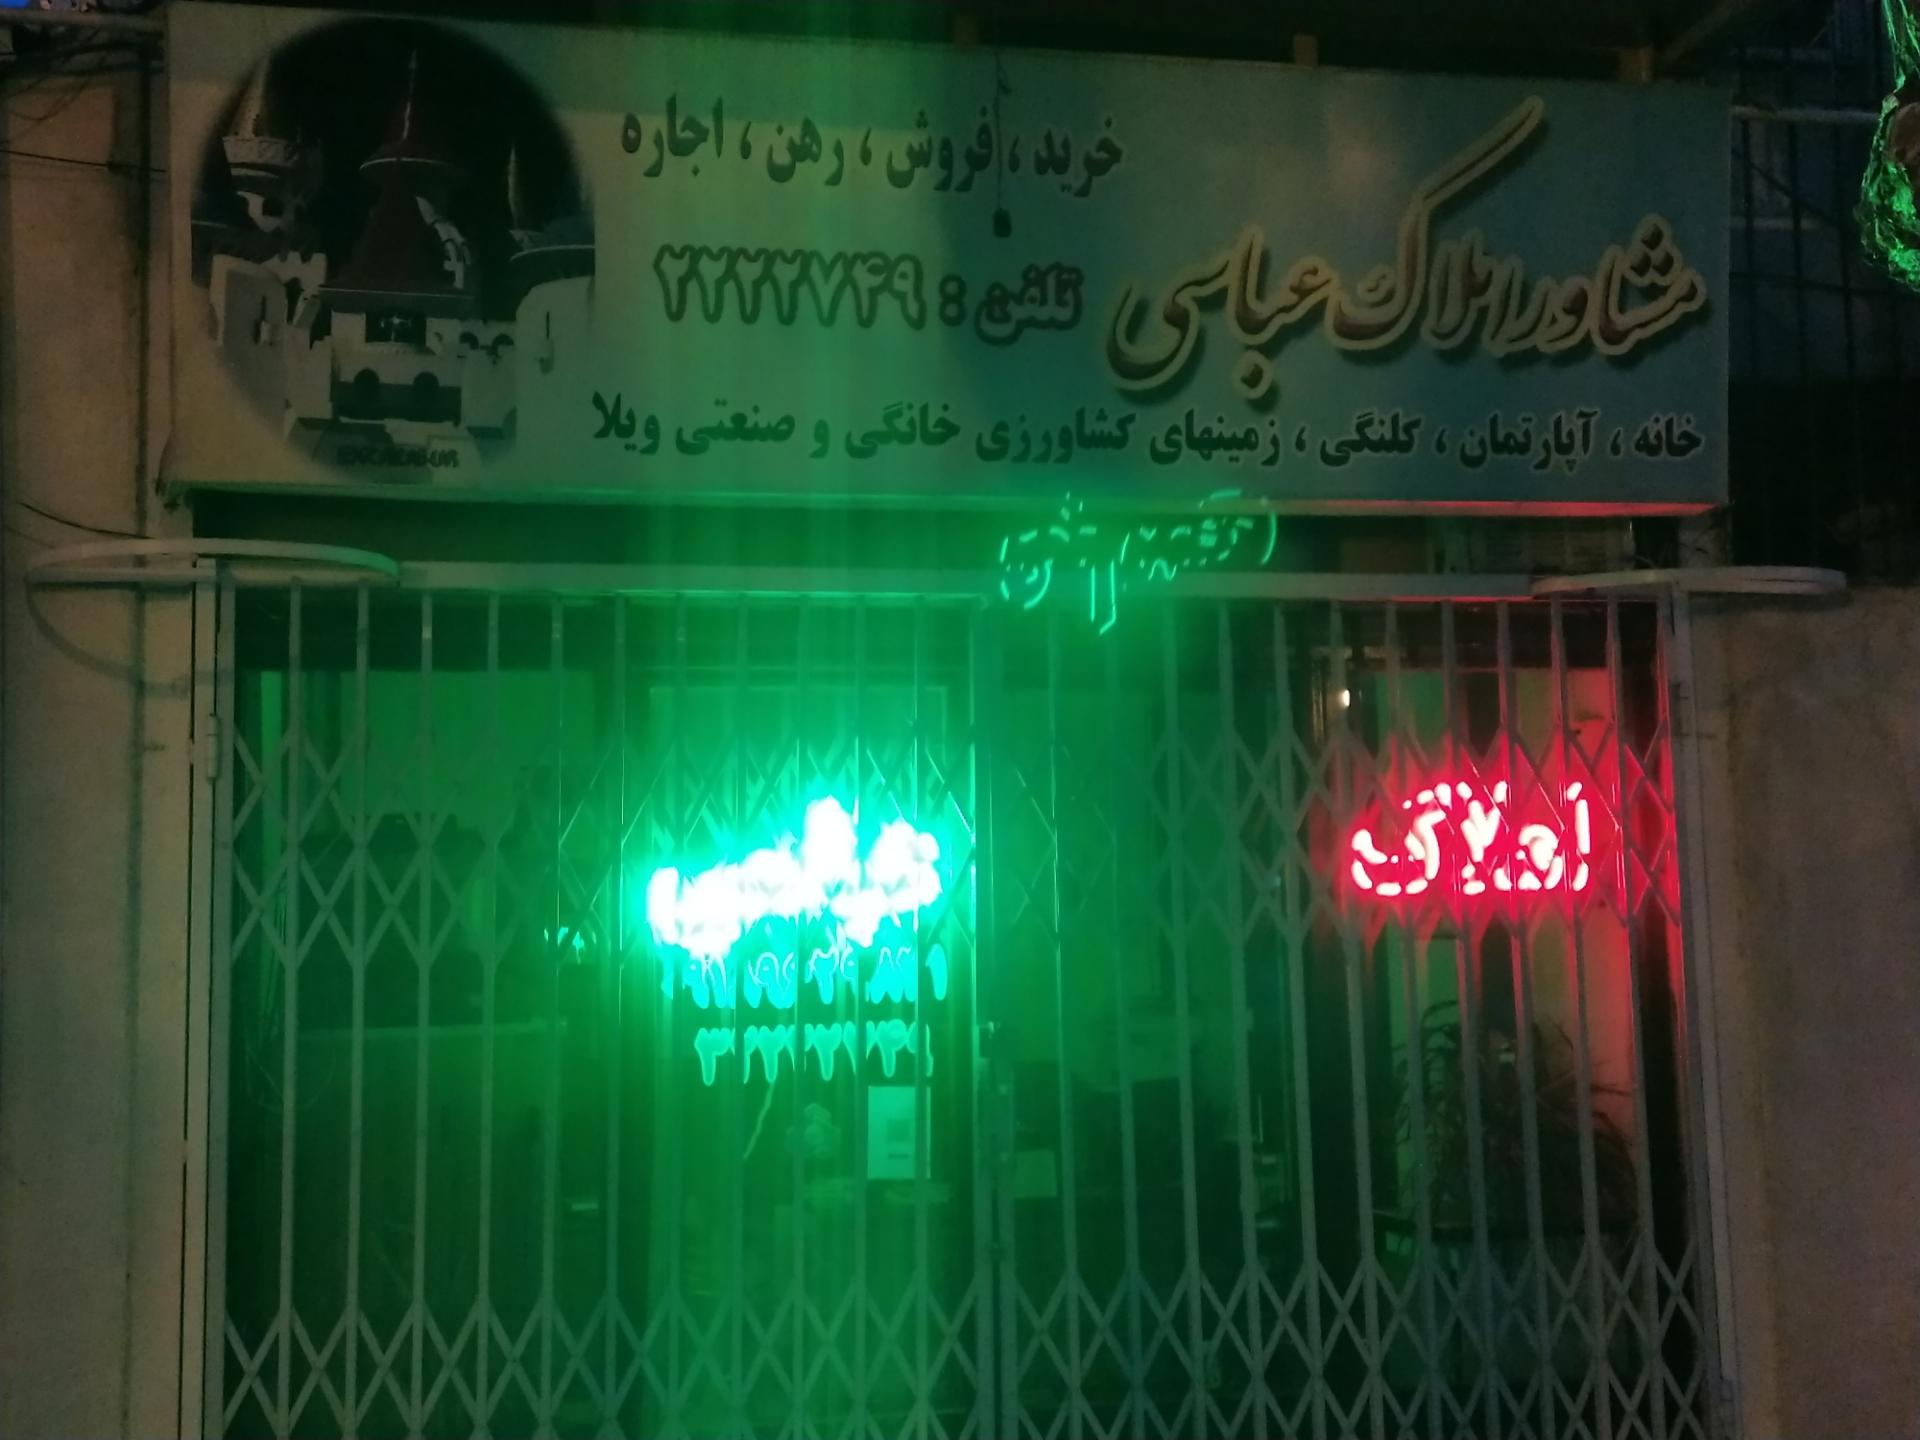 خرید ، فروش ، رهن ، اجاره
مشاور املاک عباسی
تلفن : ۲۲۲۲۷۴۹
خانه ، آپارتمان ، کلنگی ، زمینهای کشاورزی خانگی و صنعتی ویلا
املاک